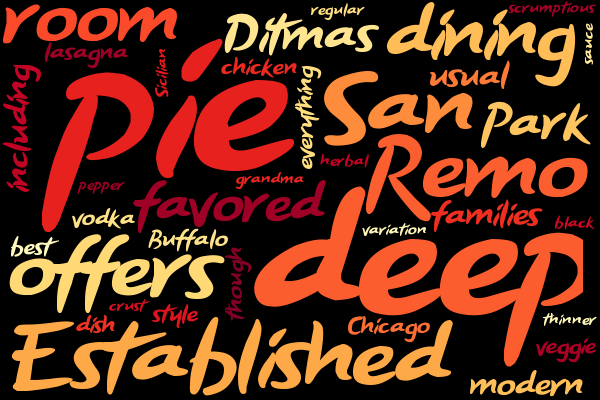 room
regular
scrumptious
Ditmas
dining
sauce
lasagna
Sicilian
chicken
usual
including
pie
everything
San
Park
herbal
Remo
pepper
grandma
favored
vodka
families
black
variation
best
Buffalo
offers
though
deep
crust
style
dish
Chicago
thinner
Established
veggie
modern